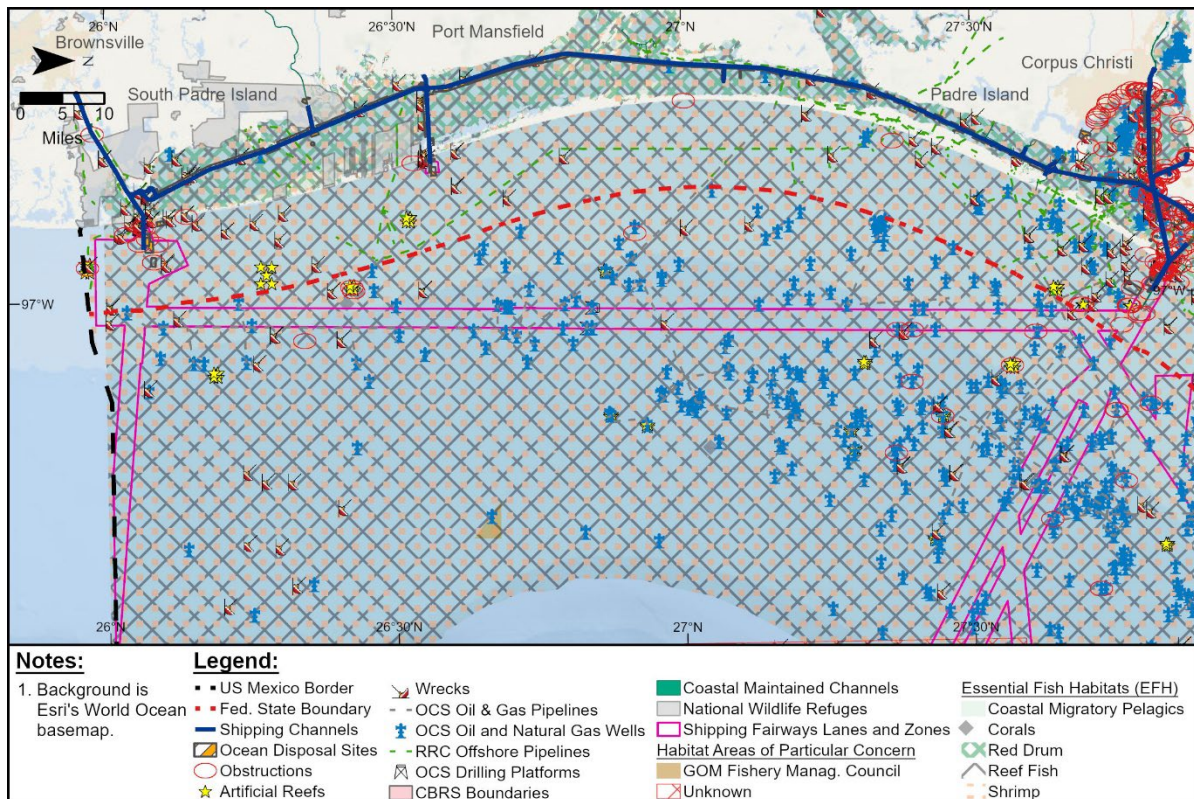 26°N
26°30'N
27°N
27°30'N
Brownsville
Port Mansfield
Corpus Christi
N
South Padre Island
Padre Island
0 5 10
Miles
97°W
97°W
26°N
26°30'N
27°N
27°30'N
Notes:
1. Background is
Esri's World Ocean
basemap.
Legend:
US Mexico Border
Fed. State Boundary
Shipping Channels
Ocean Disposal Sites
Obstructions
Artificial Reefs
Wrecks
OCS Oil & Gas Pipelines
OCS Oil and Natural Gas Wells
RRC Offshore Pipelines
OCS Drilling Platforms
CBRS Boundaries
Coastal Maintained Channels
National Wildlife Refuges
Shipping Fairways Lanes and Zones
Habitat Areas of Particular Concern
GOM Fishery Manag. Council
Unknown
Essential Fish Habitats (EFH)
Coastal Migratory Pelagics
Corals
Red Drum
Reef Fish
Shrimp